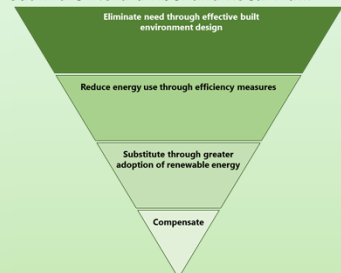 Eliminate need through effective built
environment design
Reduce energy use through efficiency measures
Substitute through greater
adoption of renewable energy
Compensate